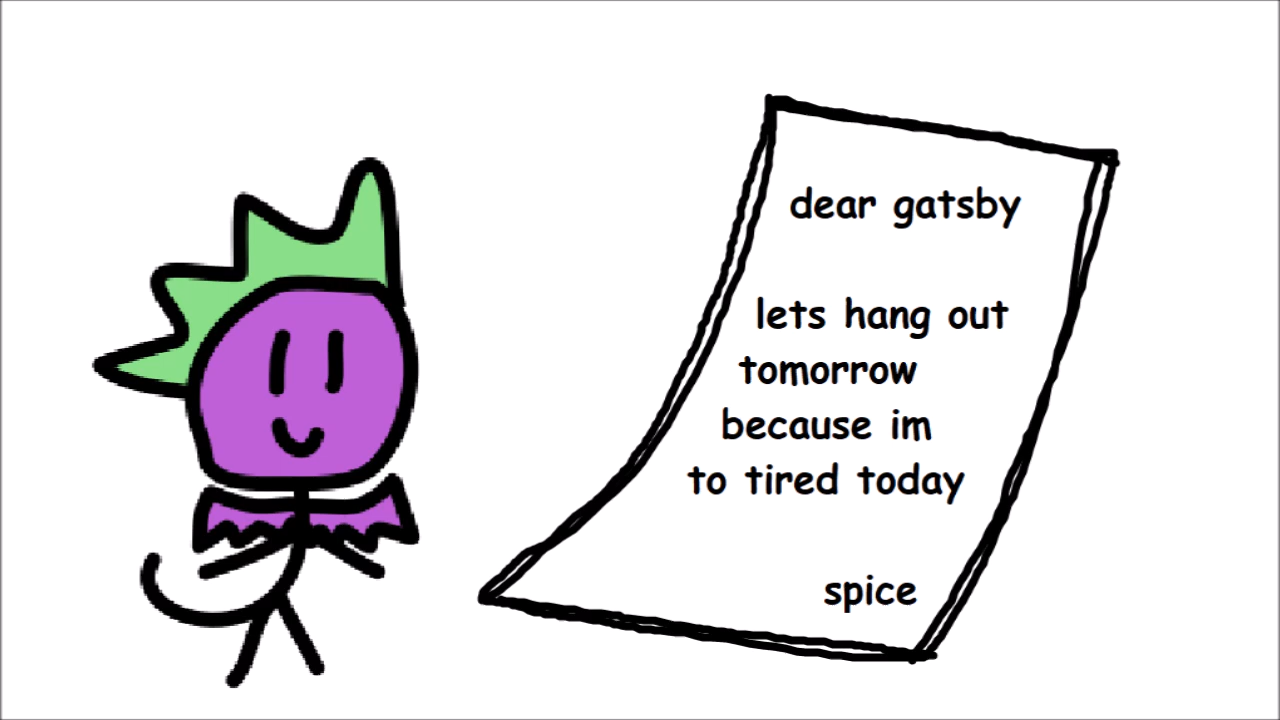 dear gatsby
lets hang out
tomorrow
because im
to tired today
spice